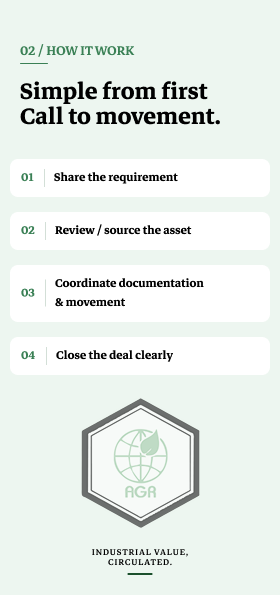 02 / HOW IT WORK
Simple from first
Call to movement.
01 Share the requirement
02 Review / source the asset
03 Coordinate documentation
& movement
04 Close the deal clearly
AGA
INDUSTRIAL VALUE,
CIRCULATED.